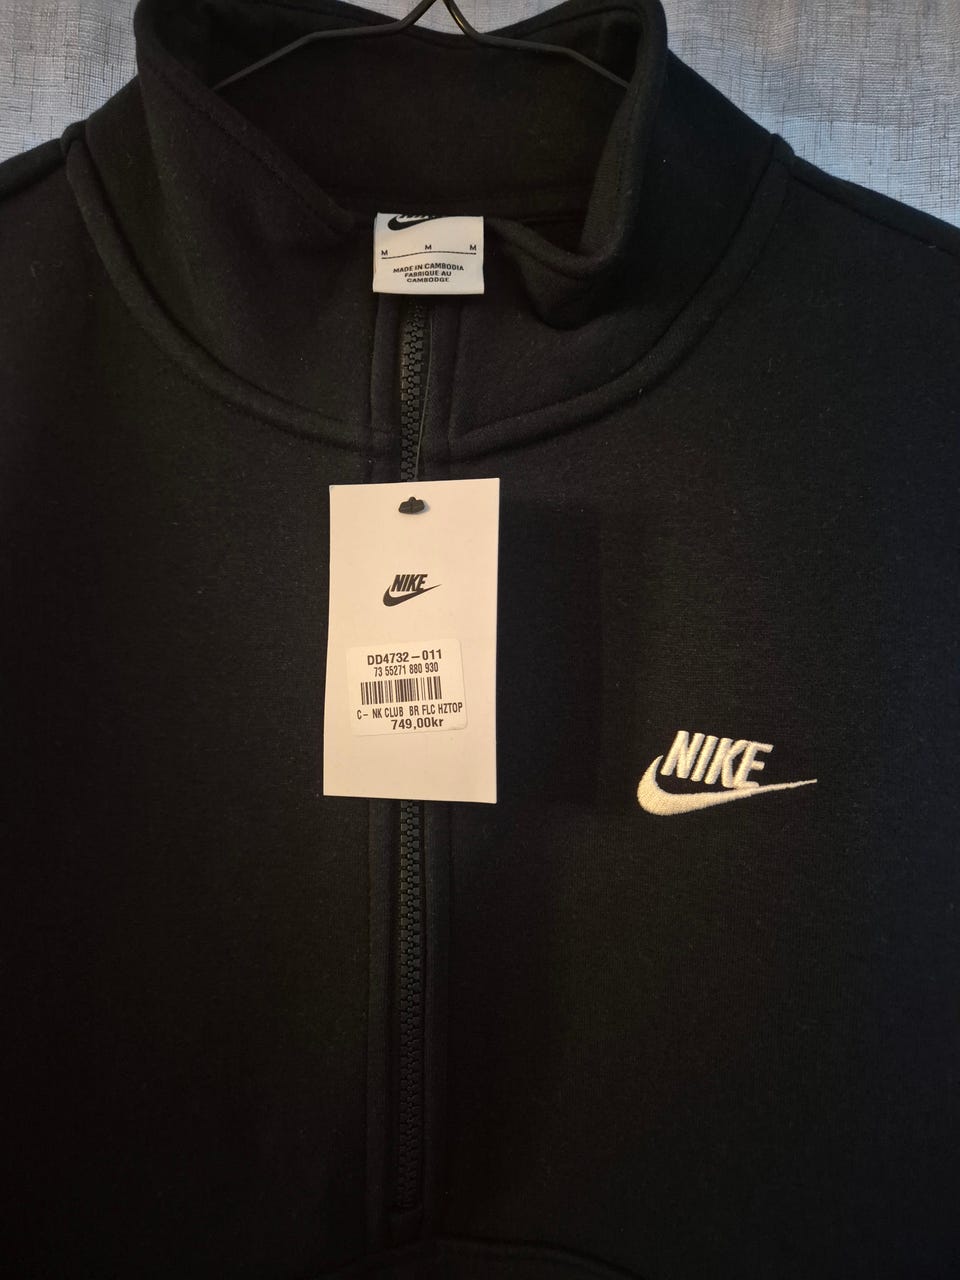 M M M
MADE IN CAMBODIA
FABRIQUE AU
CAMBODGE
NIKE
DD4732-011
73 55271 880 930
C- NK CLUB BR FLC HZTOP
749,00kr
NIKE